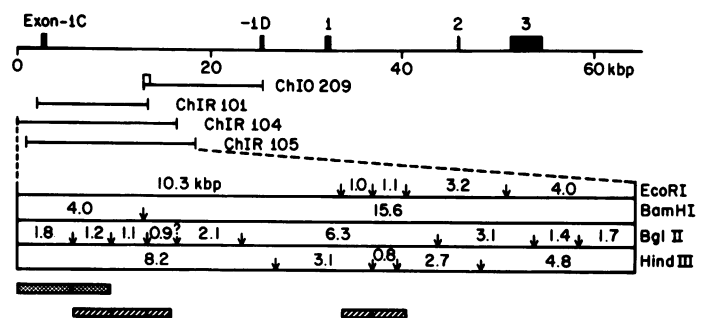 Exon-1C -1D 1 2 3
0 20 40 60 kbp
ChIO 209
ChIR 101
ChIR 104
ChIR 105
10.3 kbp 1.0 1.1 3.2 4.0 EcoRI
4.0 15.6 BamHI
1.8 1.2 1.1 0.9? 2.1 6.3 3.1 1.4 1.7 Bgl II
8.2 3.1 0.8 2.7 4.8 Hind III